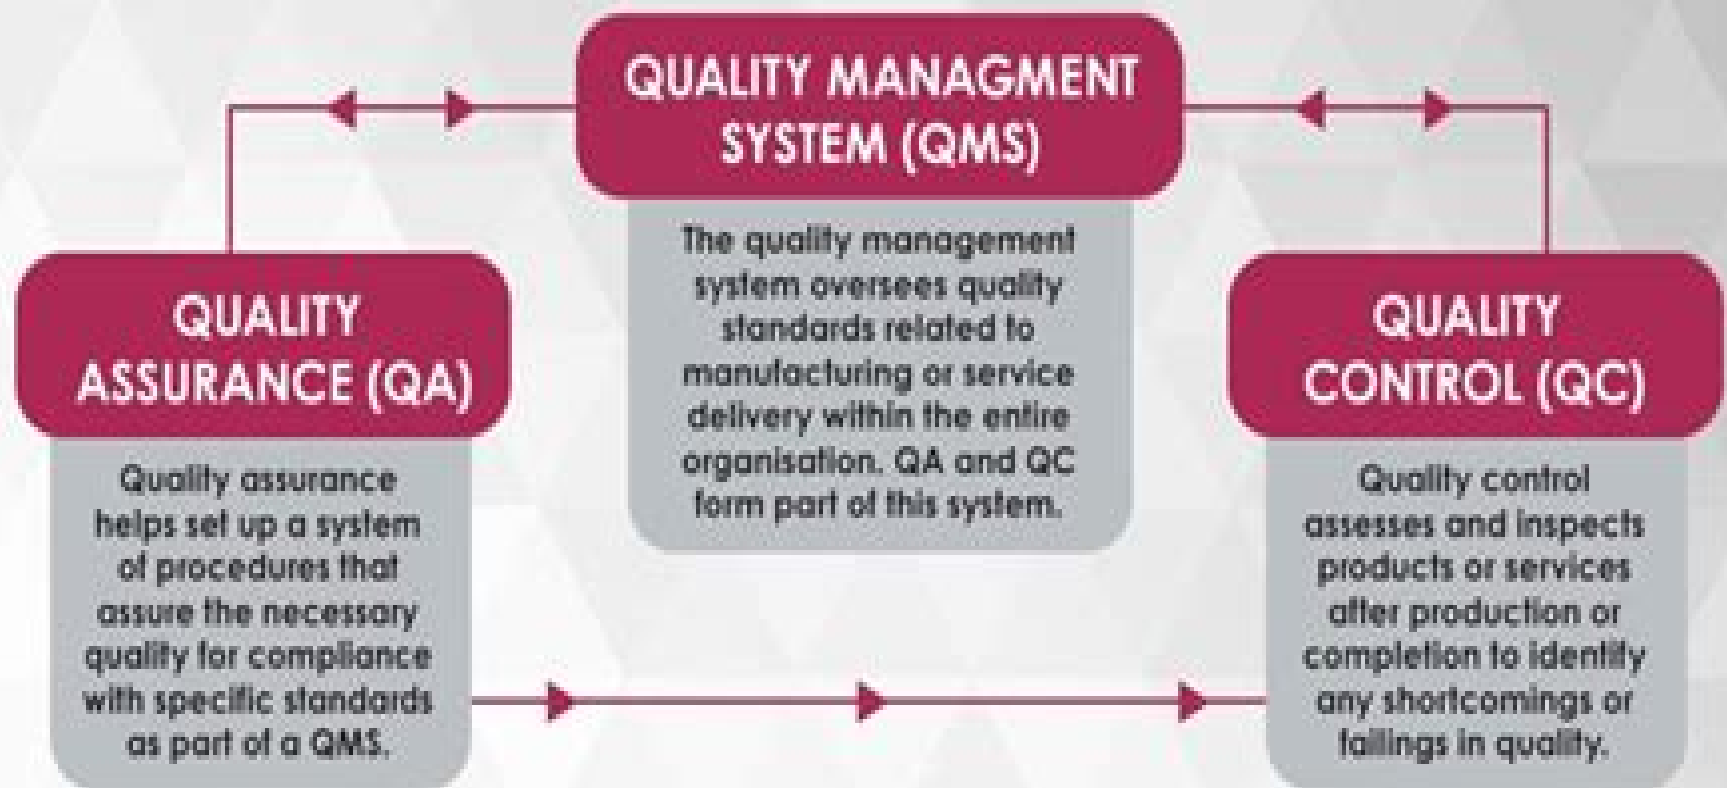 QUALITY MANAGMENT
SYSTEM (QMS)
The quality management
system oversees quality
standards related to
manufacturing or service
delivery within the entire
organisation. QA and QC
form part of this system.
QUALITY
ASSURANCE (QA)
Quality assurance
helps set up a system
of procedures that
assure the necessary
quality for compliance
with specific standards
as part of a QMS.
QUALITY
CONTROL (QC)
Quality control
assesses and inspects
products or services
after production or
completion to identify
any shortcomings or
failings in quality.